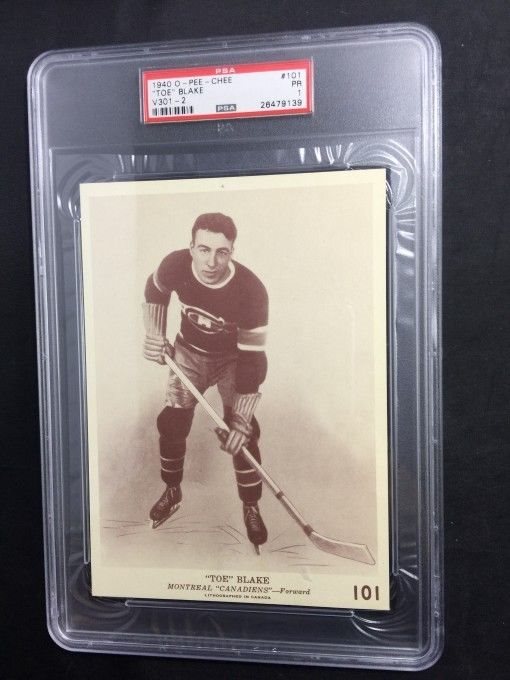 PSA
1940 O - PEE - CHEE #101
"TOE" BLAKE PR
V301 - 2 1
PSA 26479139
"TOE" BLAKE
MONTREAL "CANADIENS"—Forward
LITHOGRAPHED IN CANADA
101